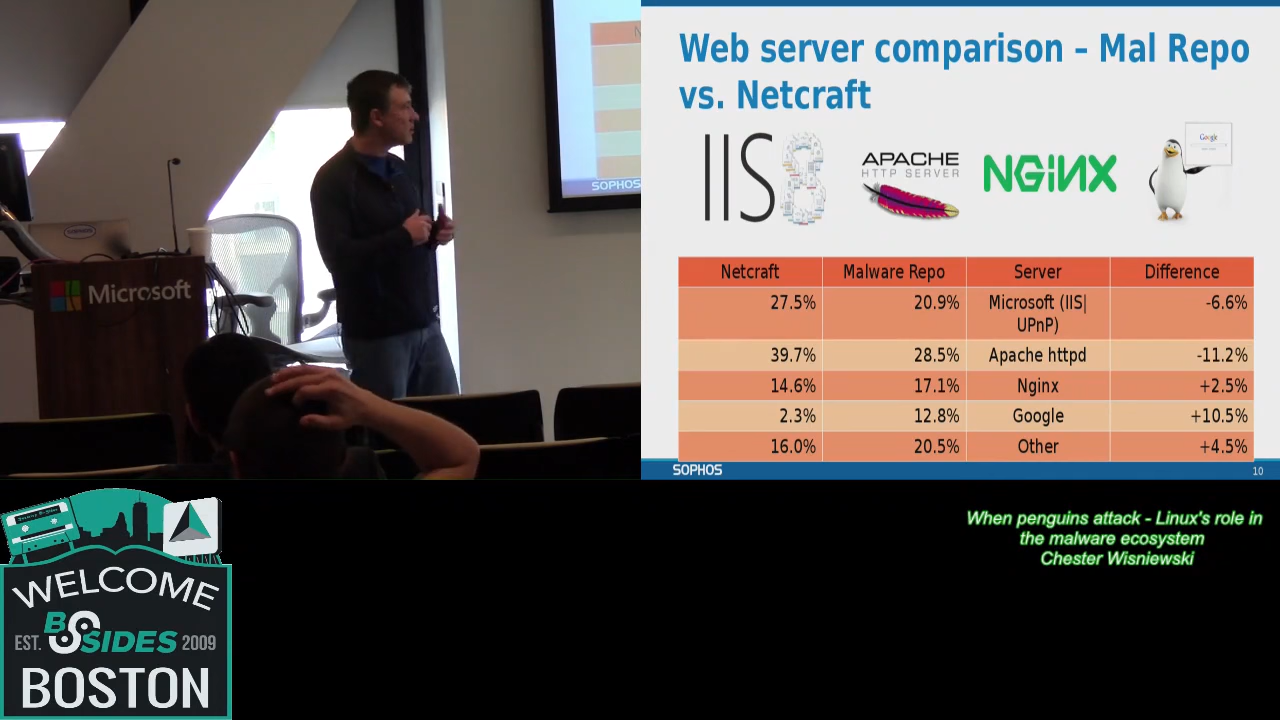 Web server comparison – Mal Repo
vs. Netcraft
IIS 8
APACHE
HTTP SERVER
NGiNX
Google
Netcraft Malware Repo Server Difference
27.5% 20.9% Microsoft (IIS| UPnP) -6.6%
39.7% 28.5% Apache httpd -11.2%
14.6% 17.1% Nginx +2.5%
2.3% 12.8% Google +10.5%
16.0% 20.5% Other +4.5%
SOPHOS 10
SOPHOS
Microsoft
When penguins attack - Linux's role in
the malware ecosystem
Chester Wisniewski
WELCOME
EST. BSIDES 2009
BOSTON